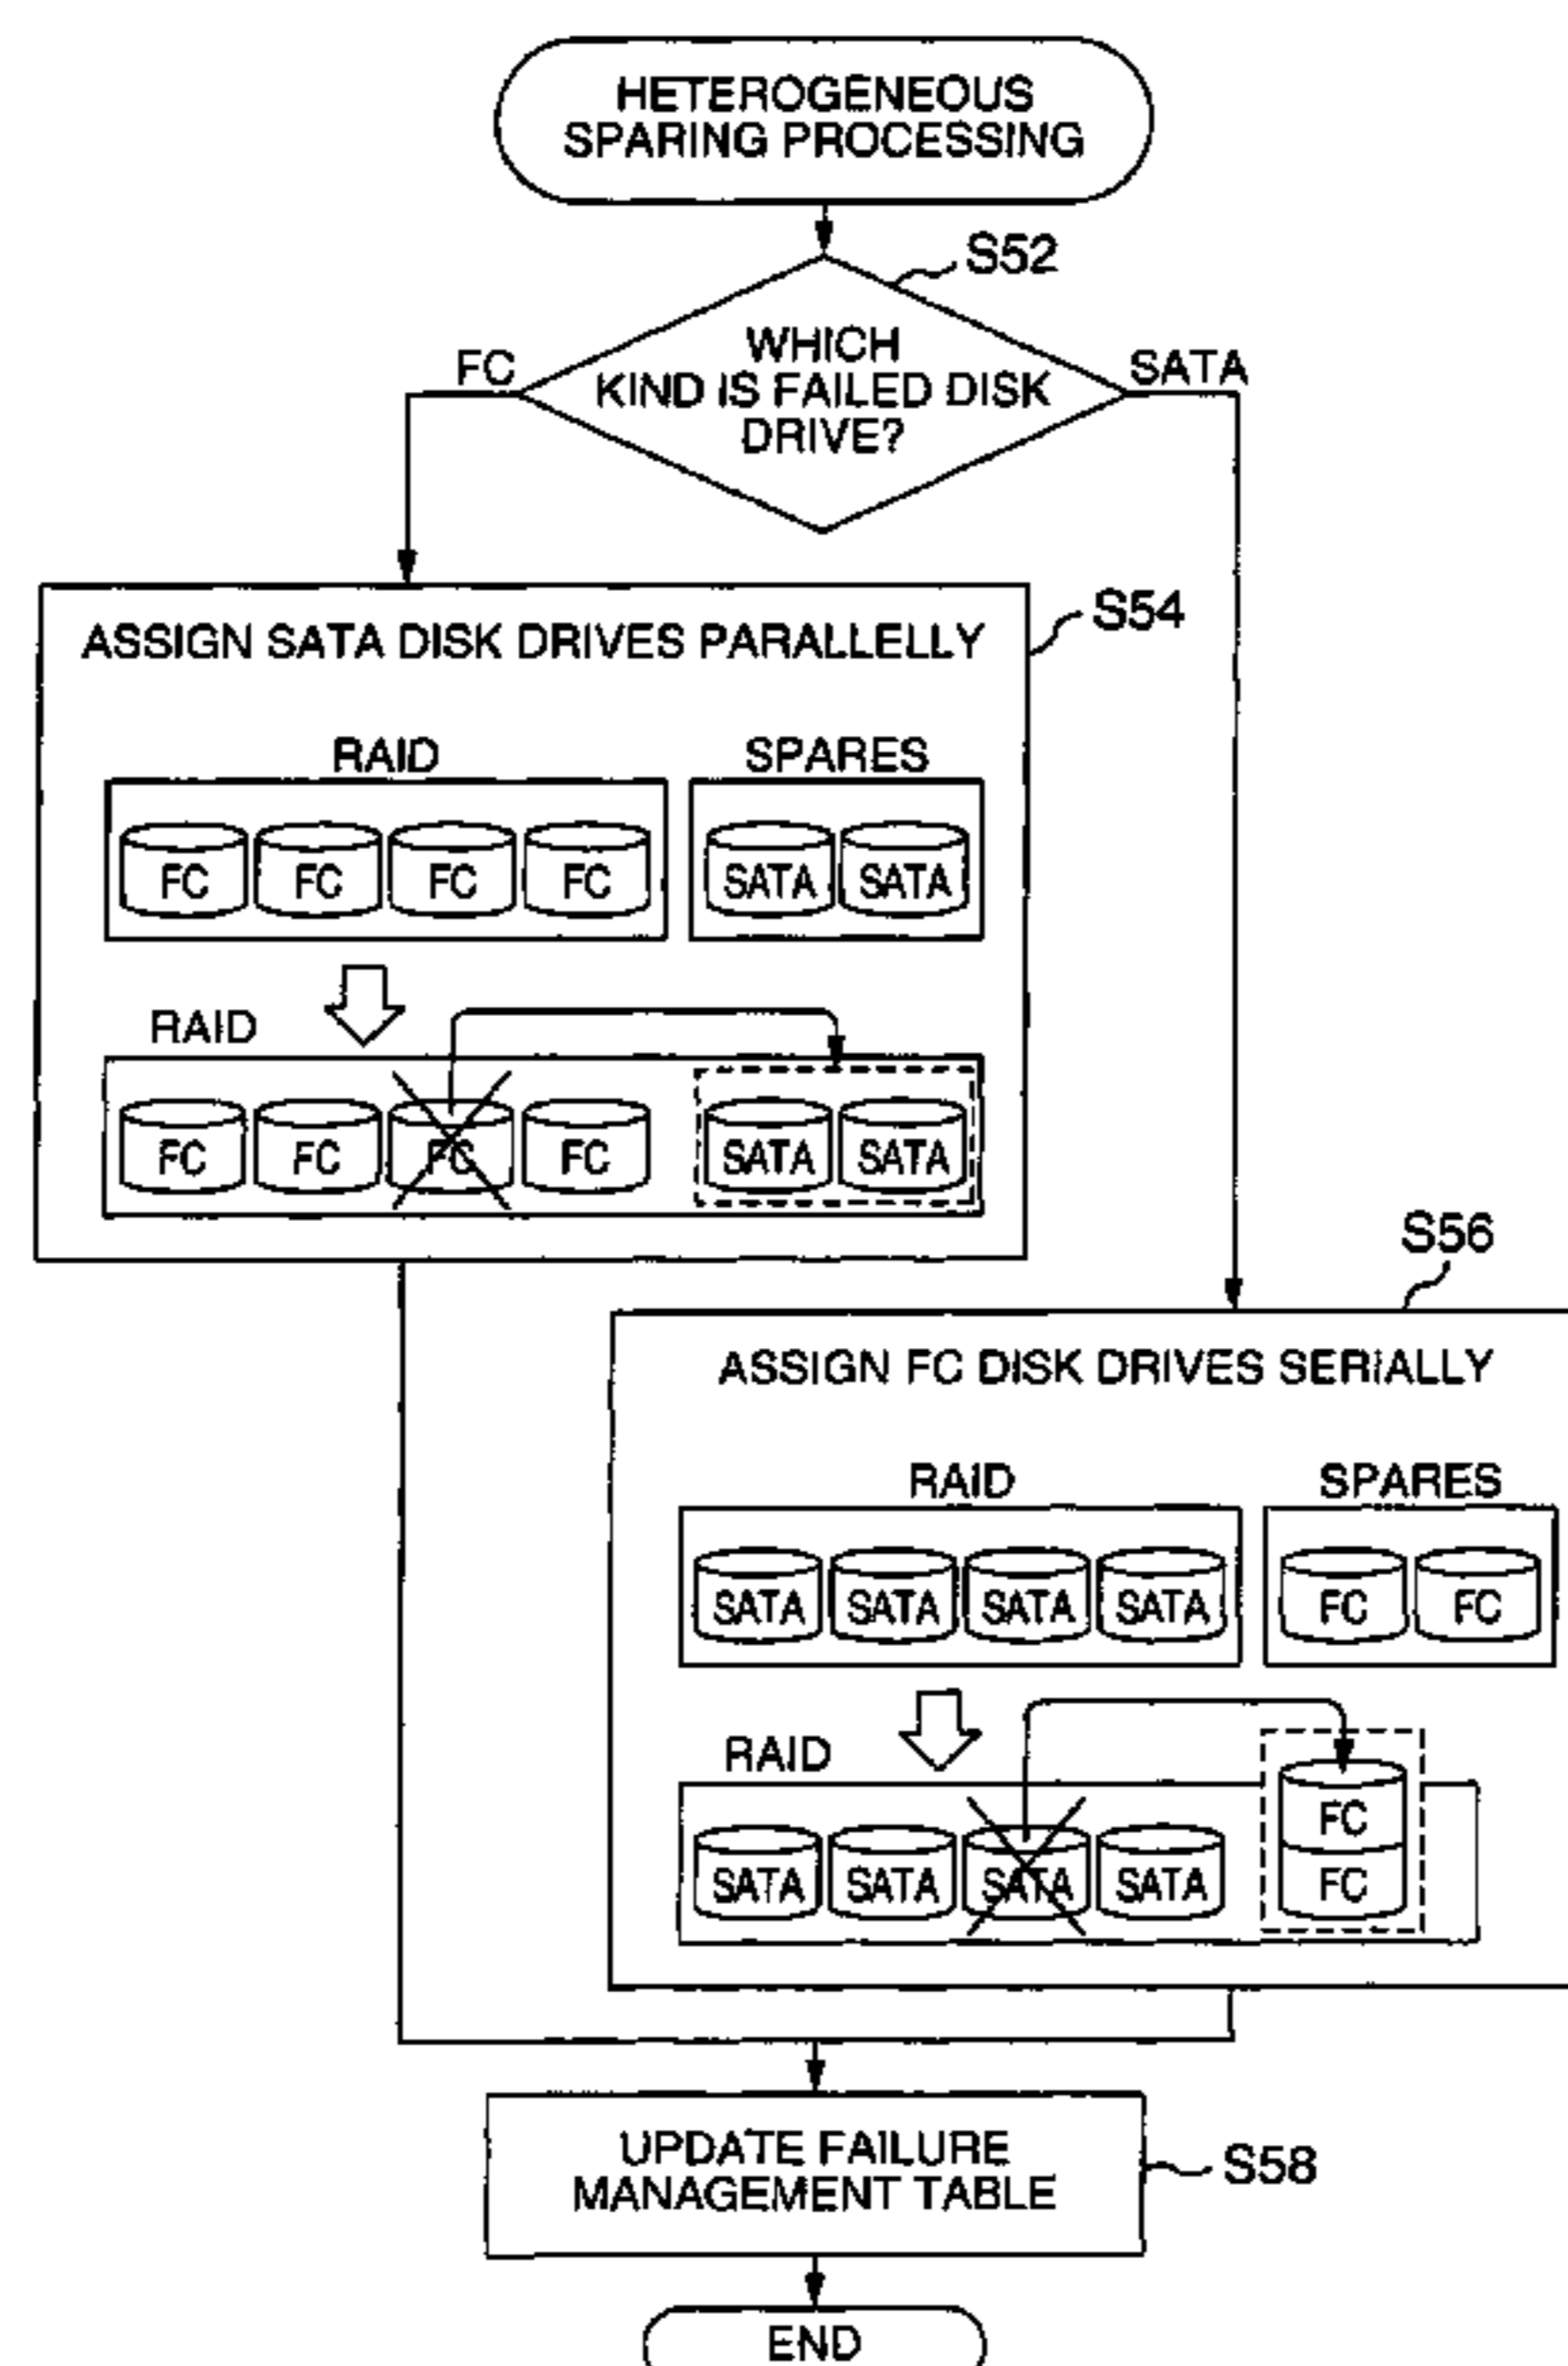 HETEROGENEOUS
SPARING PROCESSING
S52
WHICH
KIND IS FAILED DISK
DRIVE?
FC
SATA
S54
ASSIGN SATA DISK DRIVES PARALLELLY
RAID
SPARES
FC FC FC FC SATA SATA
RAID
FC FC FC FC SATA SATA
S56
ASSIGN FC DISK DRIVES SERIALLY
RAID
SPARES
SATA SATA SATA SATA FC FC
RAID
FC
SATA SATA SATA SATA FC
UPDATE FAILURE
MANAGEMENT TABLE
S58
END